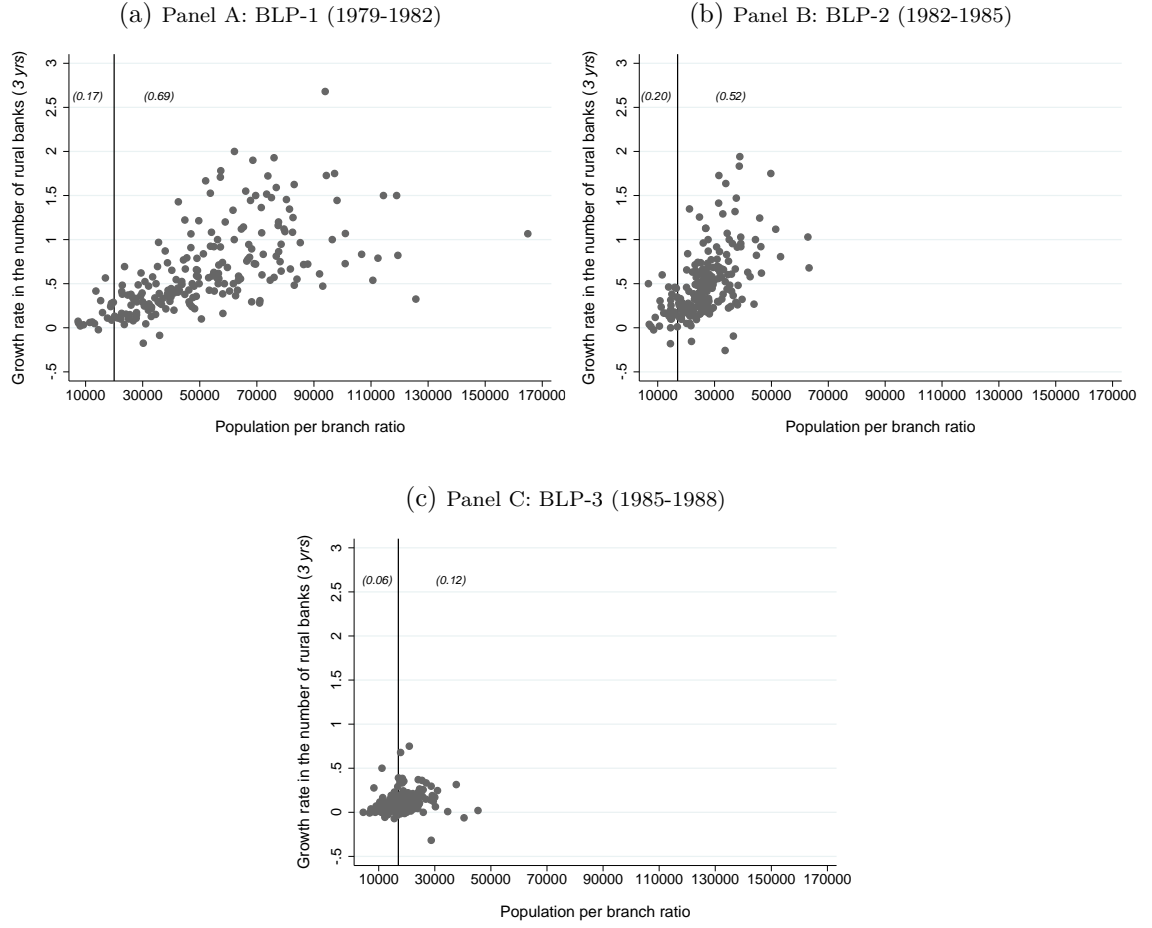 (a) Panel A: BLP-1 (1979-1982)
Growth rate in the number of rural banks (3 yrs)
3
2.5
2
1.5
1
.5
0
-.5
(0.17)
(0.69)
10000 30000 50000 70000 90000 110000 130000 150000 170000
Population per branch ratio
(b) Panel B: BLP-2 (1982-1985)
Growth rate in the number of rural banks (3 yrs)
3
2.5
2
1.5
1
.5
0
-.5
(0.20)
(0.52)
10000 30000 50000 70000 90000 110000 130000 150000 170000
Population per branch ratio
(c) Panel C: BLP-3 (1985-1988)
Growth rate in the number of rural banks (3 yrs)
3
2.5
2
1.5
1
.5
0
-.5
(0.06)
(0.12)
10000 30000 50000 70000 90000 110000 130000 150000 170000
Population per branch ratio